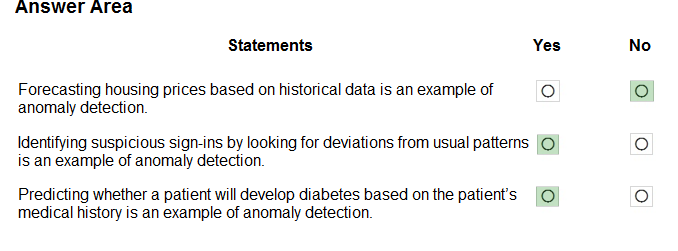 Answer Area
Statements Yes No
Forecasting housing prices based on historical data is an example of
anomaly detection.
Identifying suspicious sign-ins by looking for deviations from usual patterns
is an example of anomaly detection.
Predicting whether a patient will develop diabetes based on the patient’s
medical history is an example of anomaly detection.